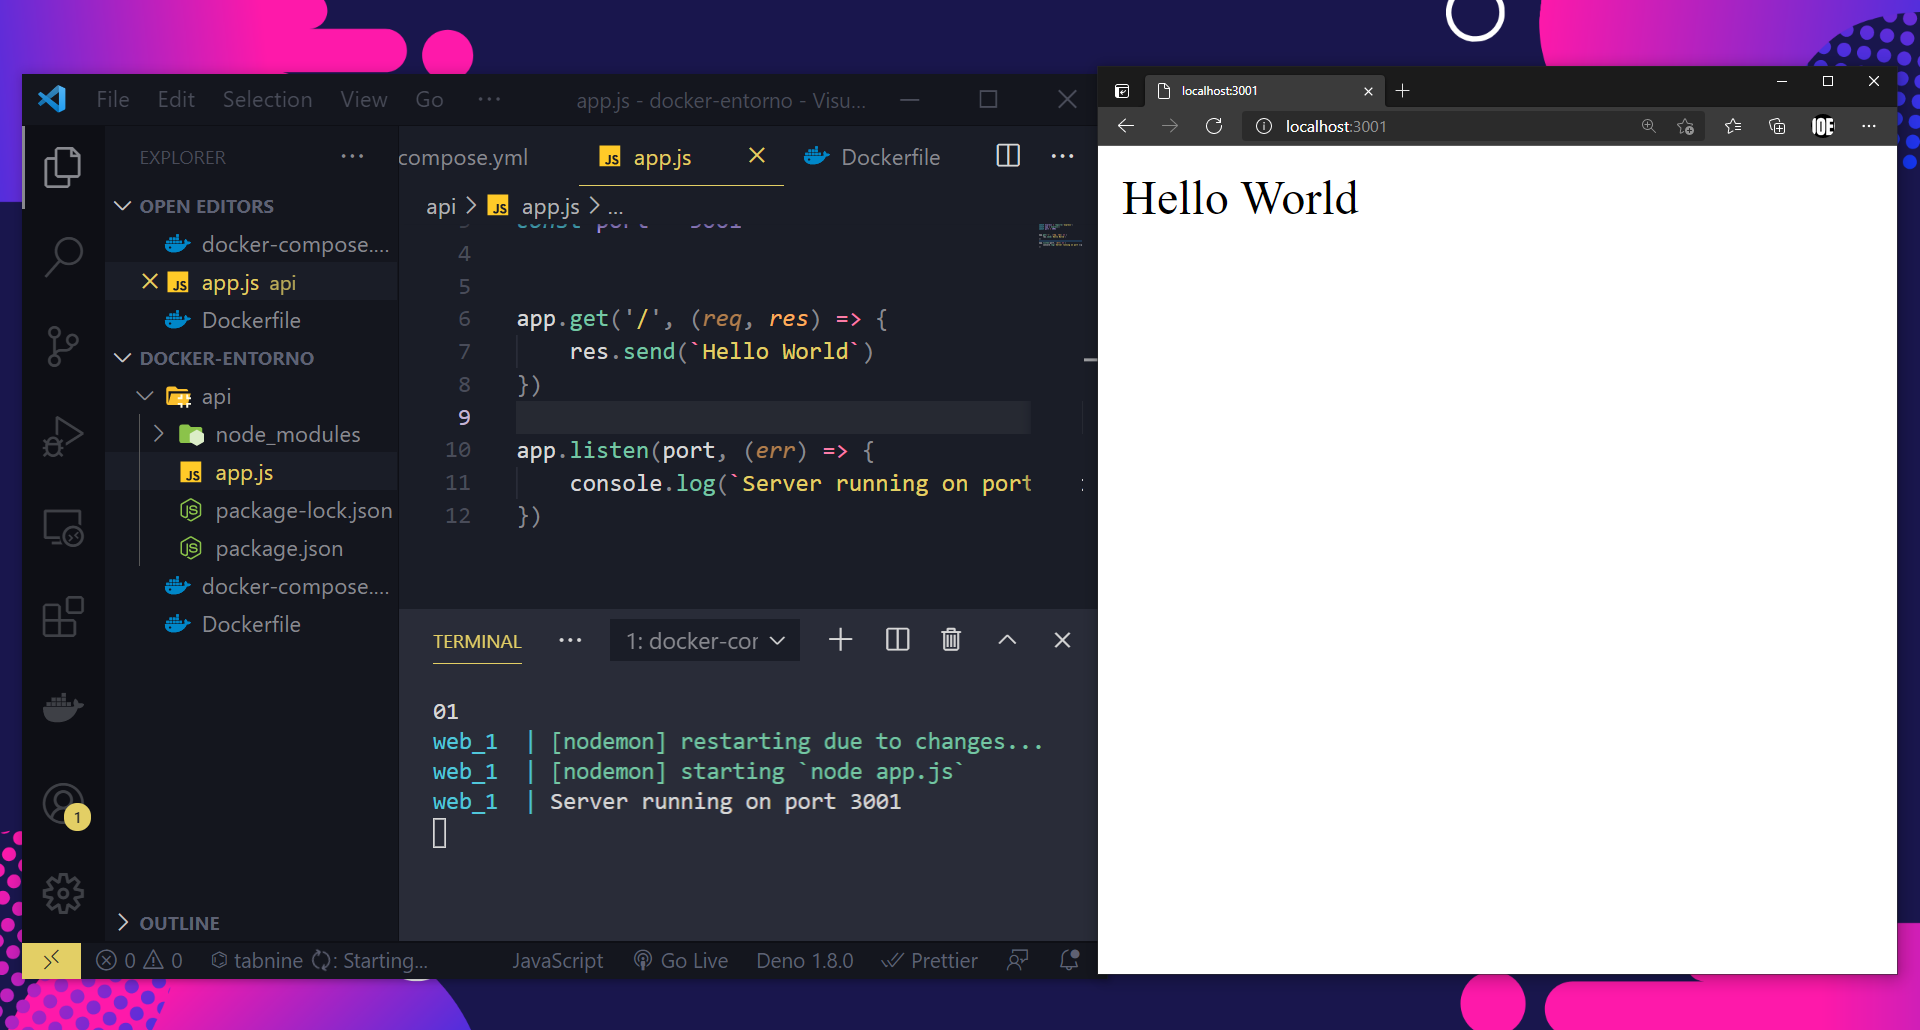 File Edit Selection View Go ··· app.js - docker-entorno - Visu...
EXPLORER ···
OPEN EDITORS
docker-compose....
app.js api
Dockerfile
DOCKER-ENTORNO
api
node_modules
app.js
package-lock.json
package.json
docker-compose....
Dockerfile
OUTLINE
compose.yml JS app.js Dockerfile ···
api > JS app.js > ...
const port = 3001
4
5
6 app.get('/', (req, res) => {
7 res.send(`Hello World`)
8 })
9
10 app.listen(port, (err) => {
11 console.log(`Server running on port
12 })
TERMINAL ··· 1: docker-cor
01
web_1 | [nodemon] restarting due to changes...
web_1 | [nodemon] starting `node app.js`
web_1 | Server running on port 3001
1
0 0 tabnine : Starting... JavaScript Go Live Deno 1.8.0 Prettier
localhost:3001
localhost:3001
Hello World